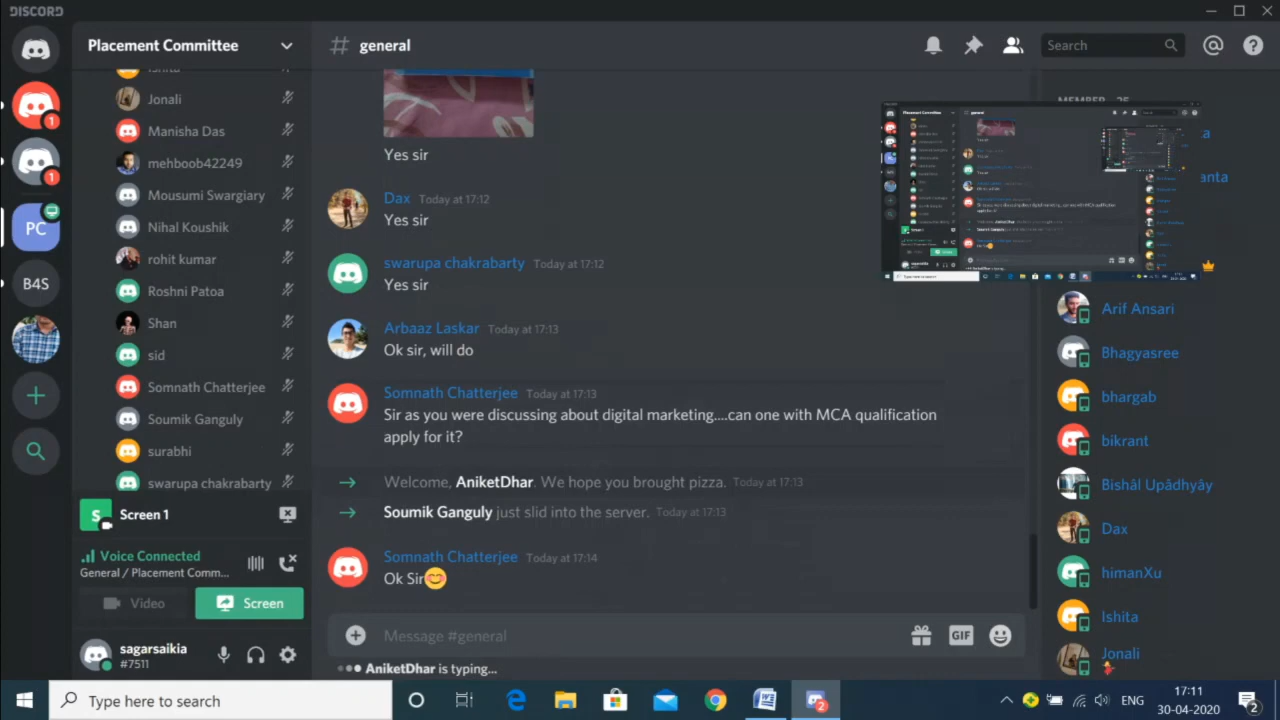 DISCORD
Placement Committee
general
Search
Jonali
Manisha Das
mehboob42249
Mousumi Swargiary
Nihal Koushik
rohit kumar
Roshni Patoa
Shan
sid
Somnath Chatterjee
Soumik Ganguly
surabhi
swarupa chakrabarty
1
1
PC
B4S
S
Screen 1
Voice Connected
General / Placement Comm...
Video
Screen
sagarsaikia
#7511
Yes sir
Dax Today at 17:12
Yes sir
swarupa chakrabarty Today at 17:12
Yes sir
Arbaaz Laskar Today at 17:13
Ok sir, will do
Somnath Chatterjee Today at 17:13
Sir as you were discussing about digital marketing....can one with MCA qualification
apply for it?
Welcome, AniketDhar. We hope you brought pizza. Today at 17:13
Soumik Ganguly just slid into the server. Today at 17:13
Somnath Chatterjee Today at 17:14
Ok Sir😊
Message #general
GIF
AniketDhar is typing...
Arif Ansari
Bhagyasree
bhargab
bikrant
Bishâl Upâdhyây
Dax
himanXu
Ishita
Jonali
Type here to search
2
ENG
17:11
30-04-2020
2